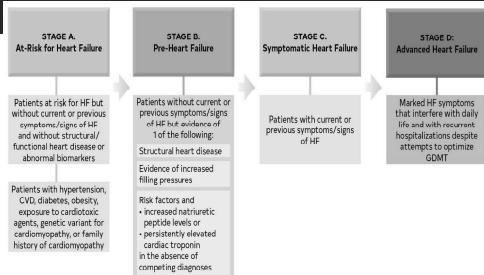 STAGE A:
At-Risk for Heart Failure
Patients at risk for HF but
without current or previous
symptoms/signs of HF
and without structural/
functional heart disease or
abnormal biomarkers
Patients with hypertension,
CVD, diabetes, obesity,
exposure to cardiotoxic
agents, genetic variant for
cardiomyopathy, or family
history of cardiomyopathy
STAGE B:
Pre-Heart Failure
Patients without current or
previous symptoms/signs
of HF but evidence of
1 of the following:
Structural heart disease
Evidence of increased
filling pressures
Risk factors and
• increased natriuretic
peptide levels or
• persistently elevated
cardiac troponin
in the absence of
competing diagnoses
STAGE C:
Symptomatic Heart Failure
Patients with current or
previous symptoms/signs
of HF
STAGE D:
Advanced Heart Failure
Marked HF symptoms
that interfere with daily
life and with recurrent
hospitalizations despite
attempts to optimize
GDMT